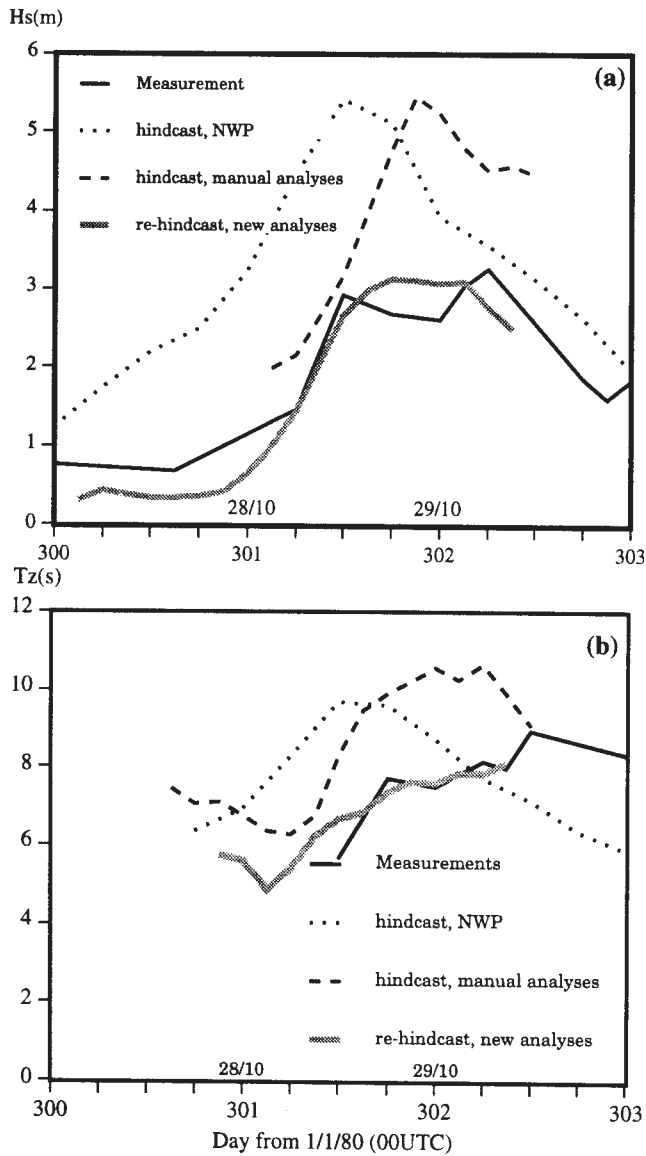 Hs(m)
6
(a)
Measurement
5
hindcast, NWP
hindcast, manual analyses
4
re-hindcast, new analyses
3
2
1
28/10
29/10
0
300
301
302
303
Tz(s)
12
(b)
10
8
6
Measurements
4
hindcast, NWP
hindcast, manual analyses
2
re-hindcast, new analyses
28/10
29/10
0
300
301
302
303
Day from 1/1/80 (00UTC)